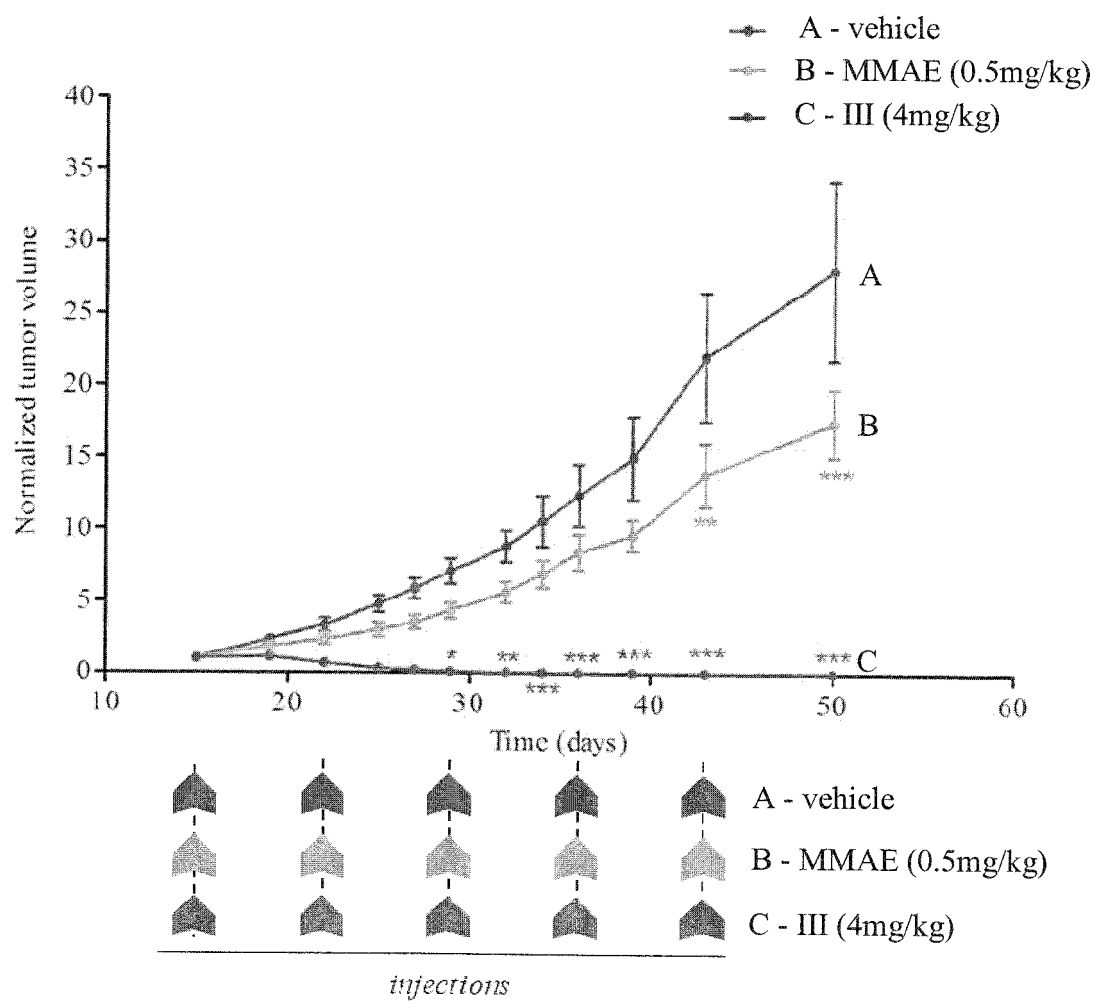 A - vehicle
B - MMAE (0.5mg/kg)
C - III (4mg/kg)
Normalized tumor volume
40
35
30
25
20
15
10
5
0
A
B
C
***
**
* ** *** *** *** ***
***
10 20 30 40 50 60
Time (days)
A - vehicle
B - MMAE (0.5mg/kg)
C - III (4mg/kg)
injections